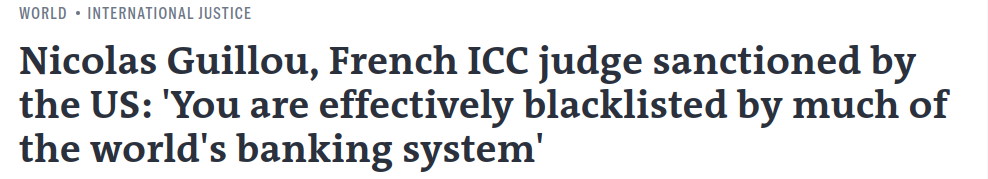 WORLD • INTERNATIONAL JUSTICE
Nicolas Guillou, French ICC judge sanctioned by
the US: 'You are effectively blacklisted by much of
the world's banking system'